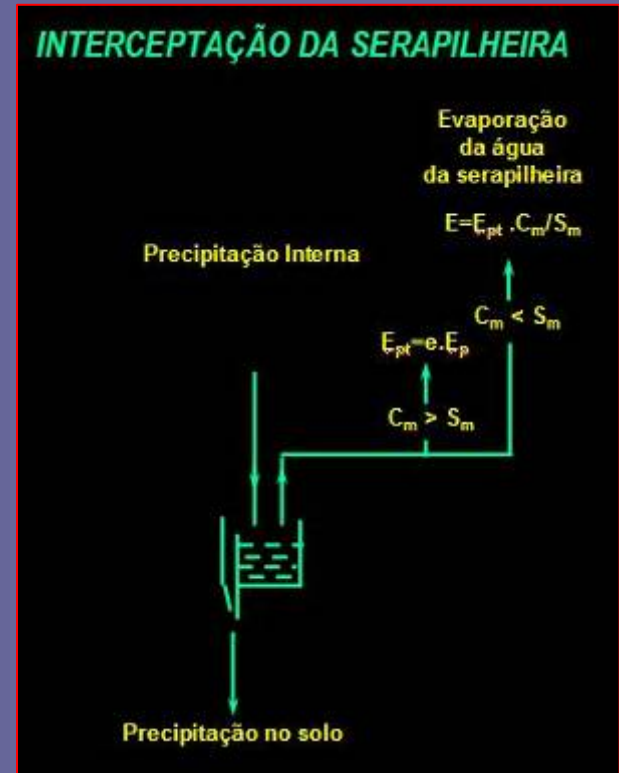 INTERCEPTAÇÃO DA SERAPILHEIRA
Evaporação
da água
da serapilheira
E=Ept .Cm/Sm
Precipitação Interna
Cm < Sm
Ept=e.Ep
Cm > Sm
Precipitação no solo